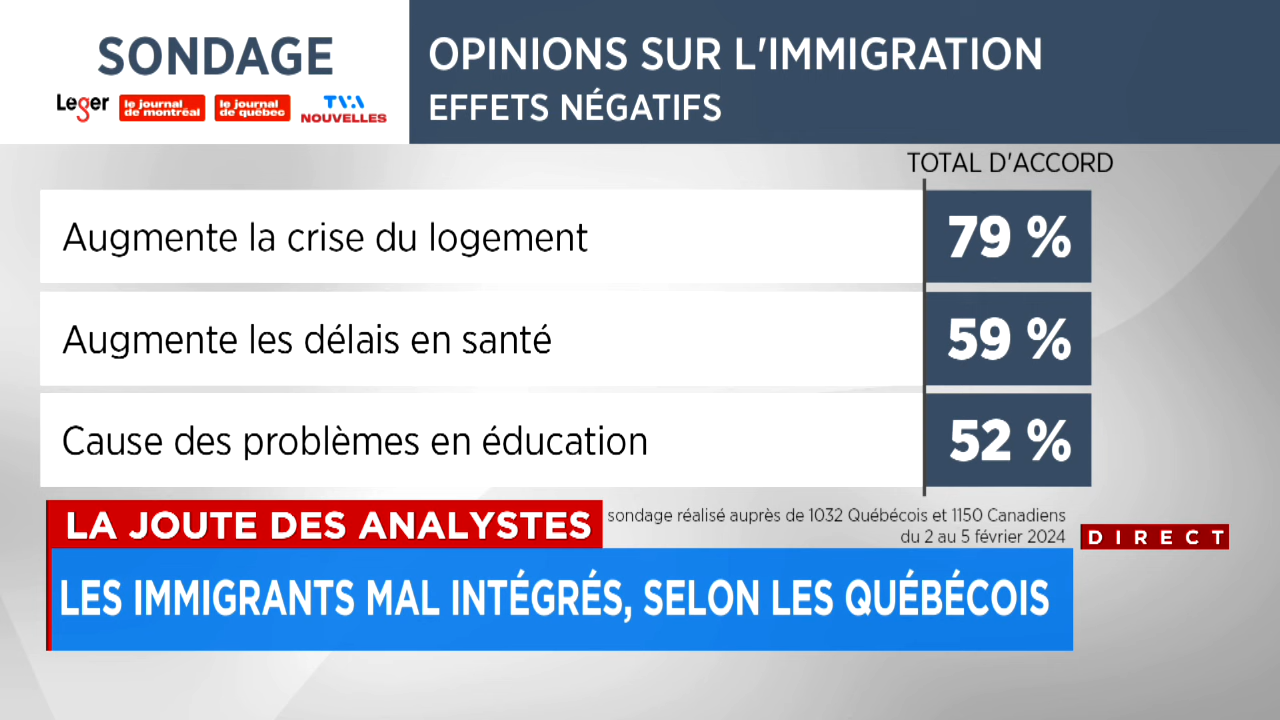 SONDAGE
Leger le journal de montréal le journal de québec TVA NOUVELLES
OPINIONS SUR L'IMMIGRATION
EFFETS NÉGATIFS
TOTAL D'ACCORD
Augmente la crise du logement 79 %
Augmente les délais en santé 59 %
Cause des problèmes en éducation 52 %
LA JOUTE DES ANALYSTES
sondage réalisé auprès de 1032 Québécois et 1150 Canadiens
du 2 au 5 février 2024
DIRECT
LES IMMIGRANTS MAL INTÉGRÉS, SELON LES QUÉBÉCOIS